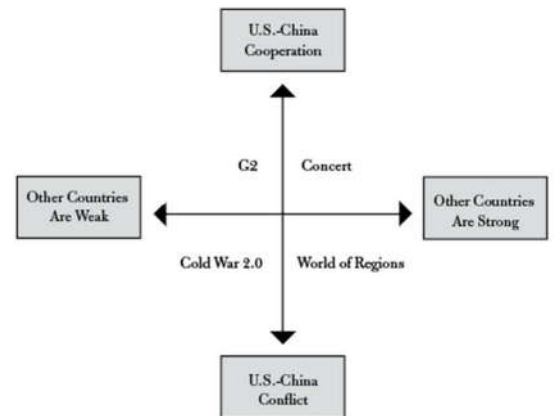 U.S.-China
Cooperation
G2
Concert
Other Countries
Are Weak
Other Countries
Are Strong
Cold War 2.0
World of Regions
U.S.-China
Conflict